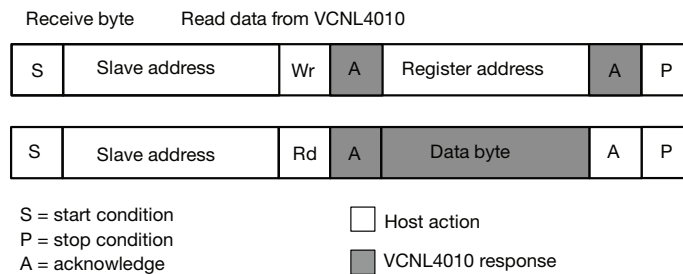 Receive byte Read data from VCNL4010
S Slave address Wr A Register address A P
S Slave address Rd A Data byte A P
S = start condition
P = stop condition
A = acknowledge
Host action
VCNL4010 response